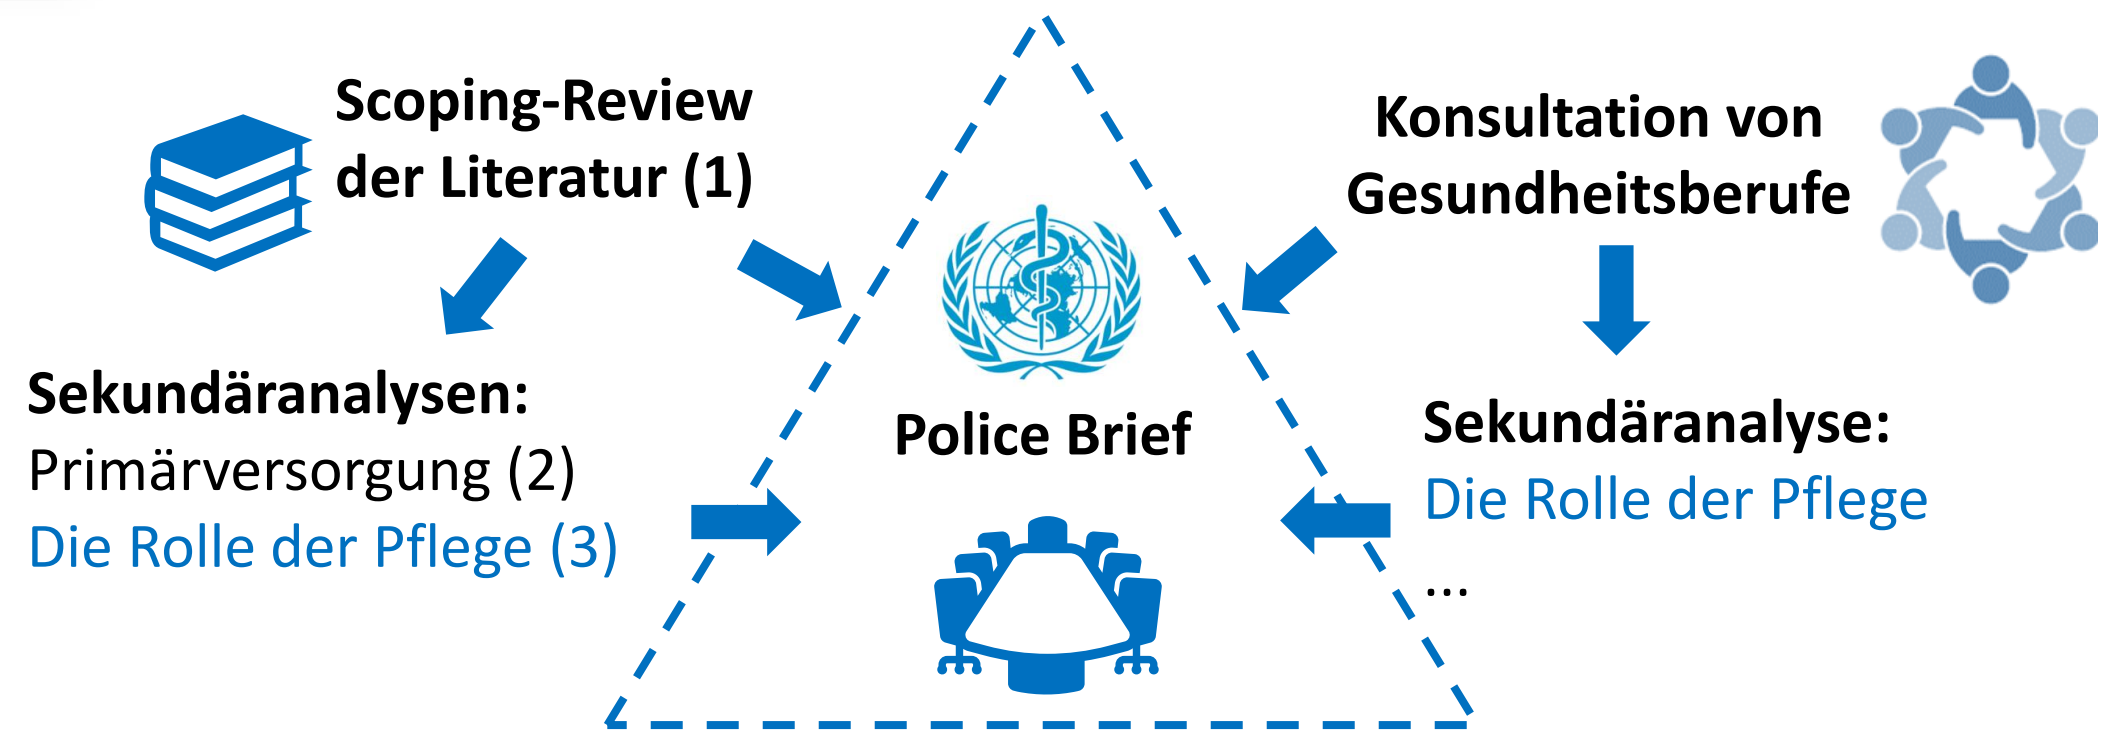 Scoping-Review
der Literatur (1)
Konsultation von
Gesundheitsberufe
Sekundäranalysen:
Primärversorgung (2)
Die Rolle der Pflege (3)
Police Brief
Sekundäranalyse:
Die Rolle der Pflege
...